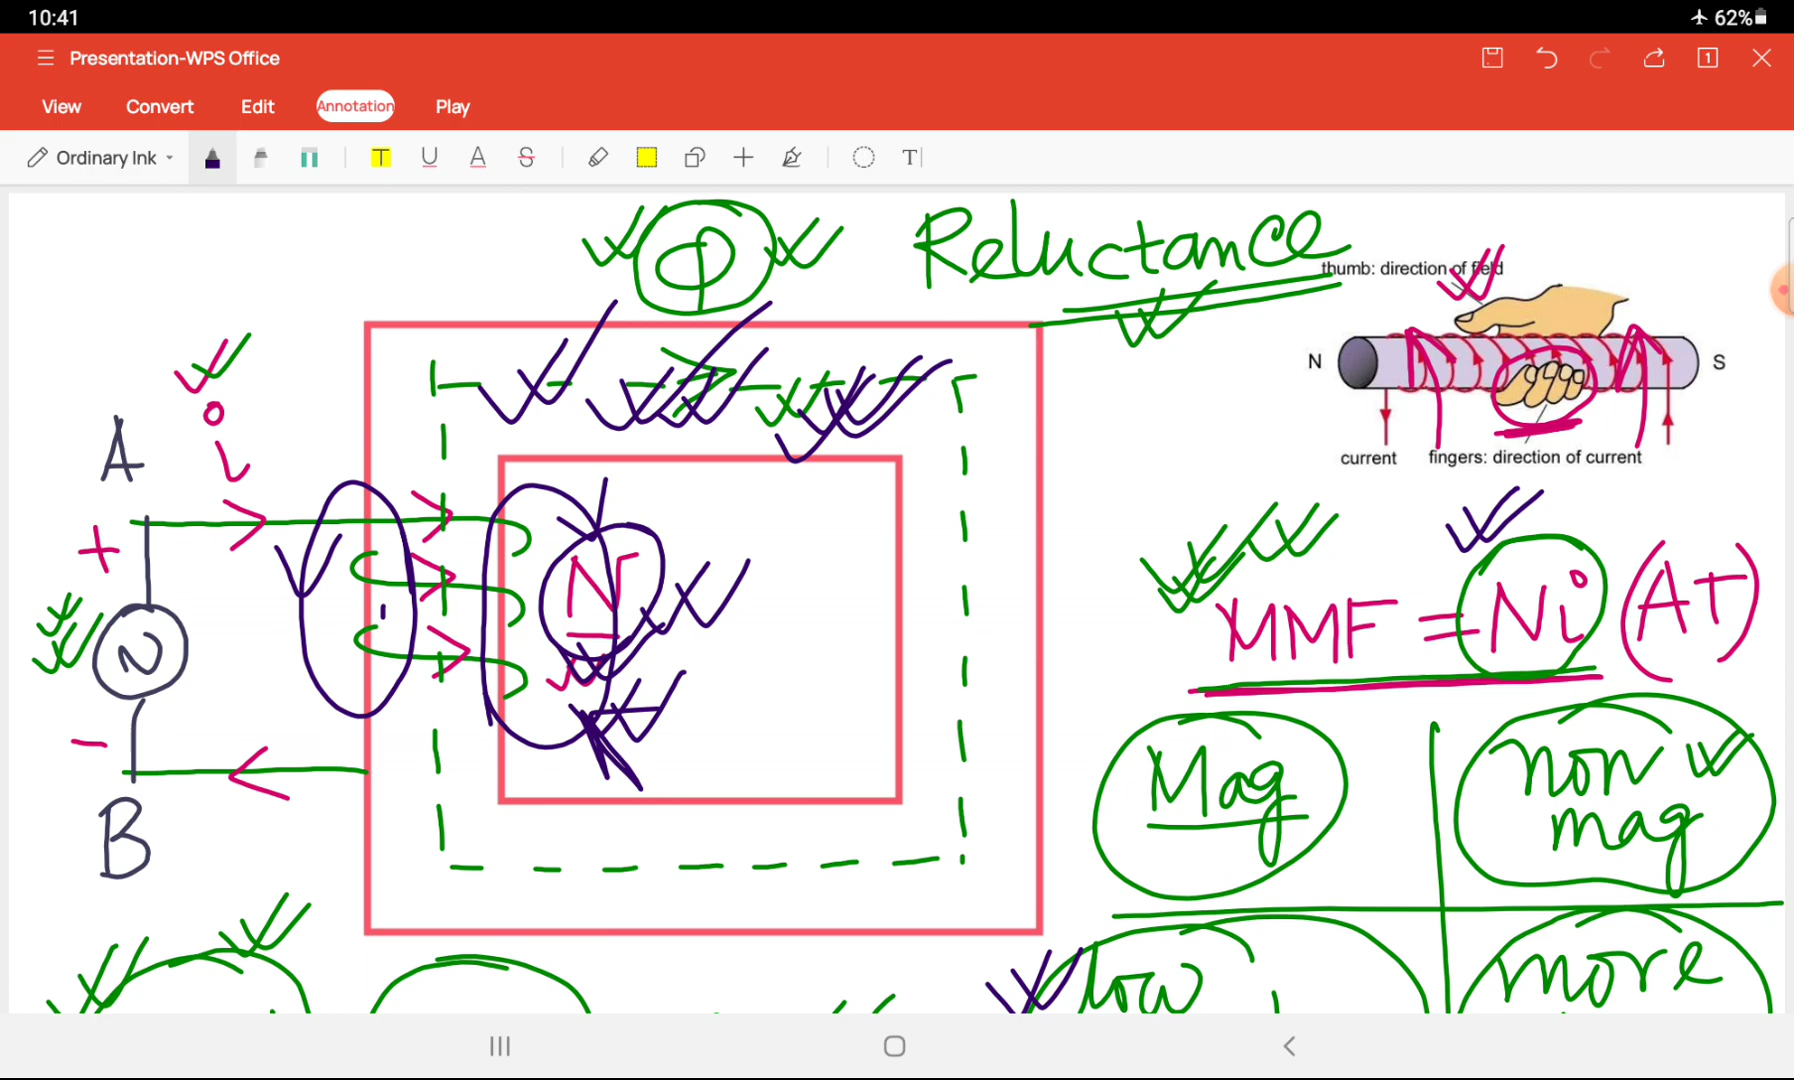 10:41
62%
Presentation-WPS Office
1
View Convert Edit Annotation Play
Ordinary Ink
T U A S T
Φ Reluctance
thumb: direction of field
N S
current fingers: direction of current
i
A
+
N
N
MMF = Ni (AT)
-
B
Mag non mag
low more